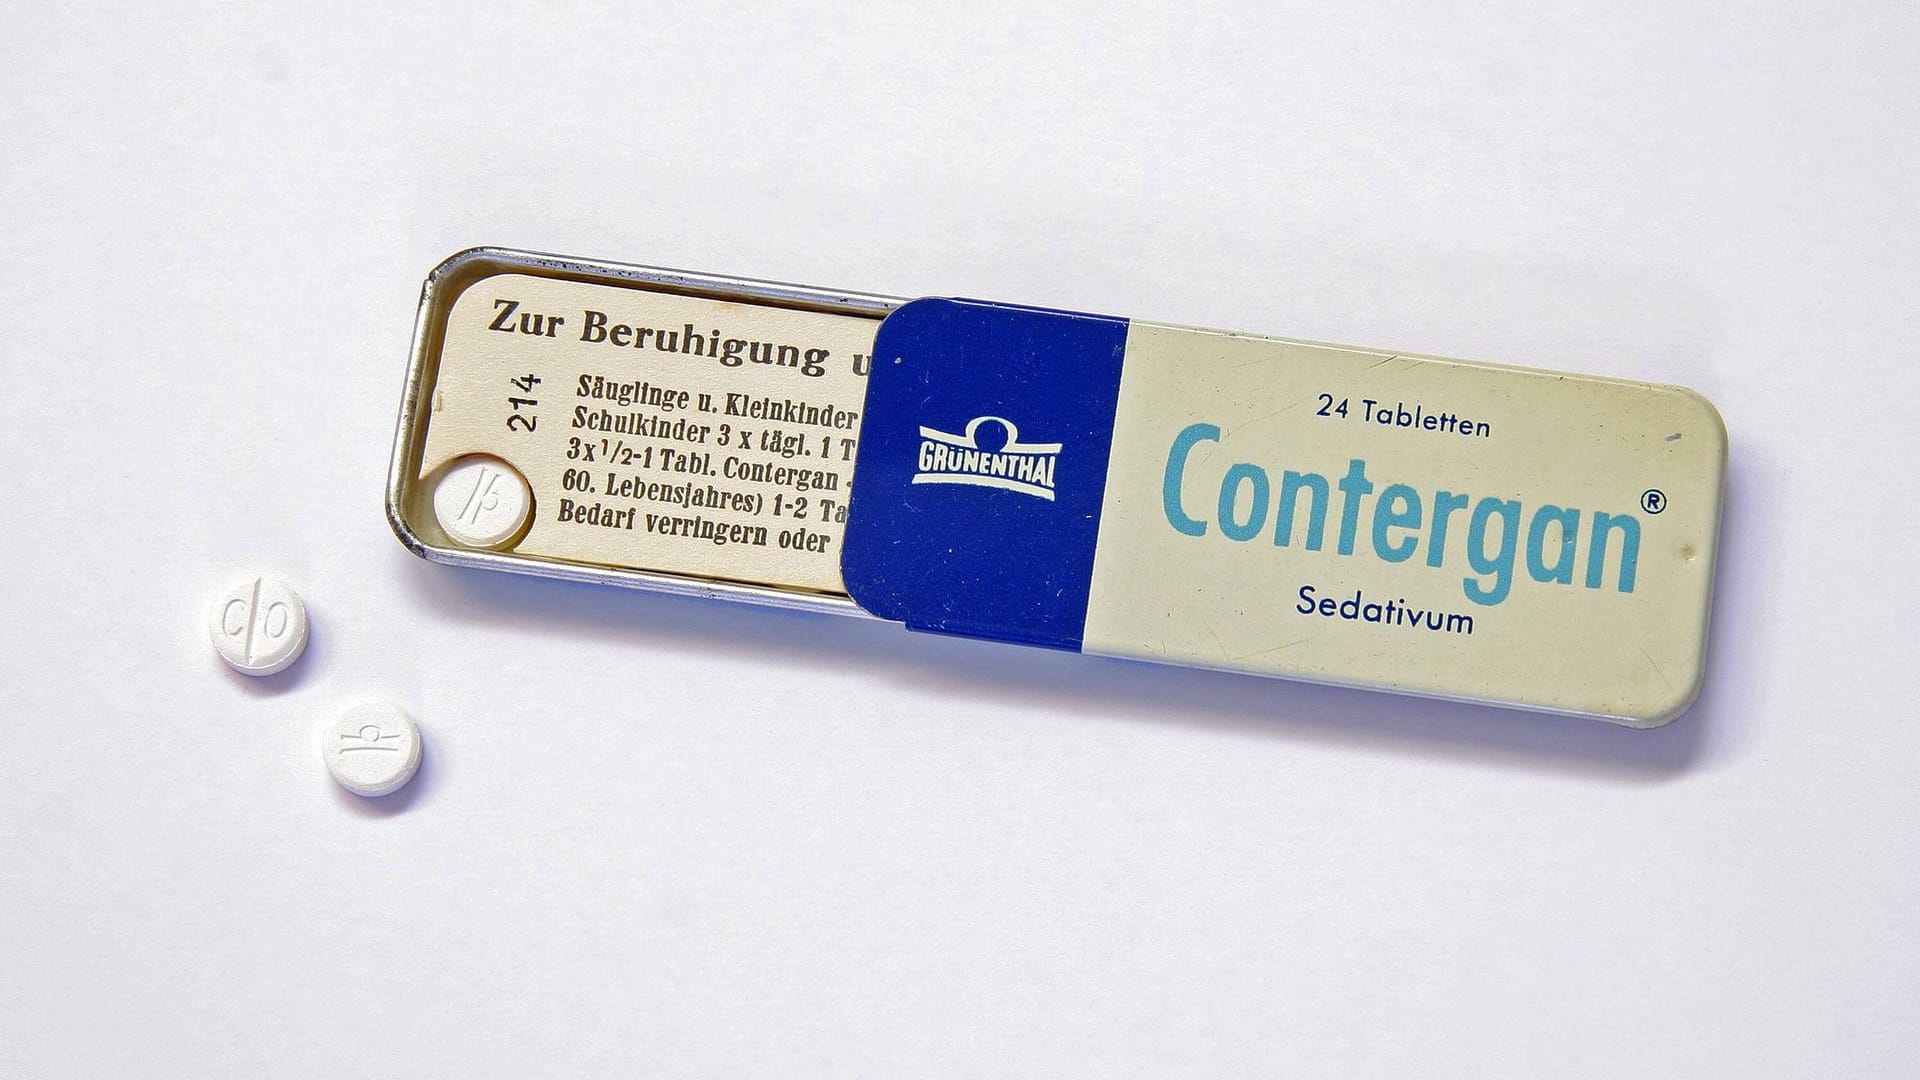 Zur Beruhigung u
214
Säuglinge u. Kleinkinder
Schulkinder 3 x tägl. 1 T
3x1/2-1 Tabl. Contergan
60. Lebensjahres) 1-2 Ta
Bedarf verringern oder
GRÜNENTHAL
24 Tabletten
Contergan®
Sedativum
C O